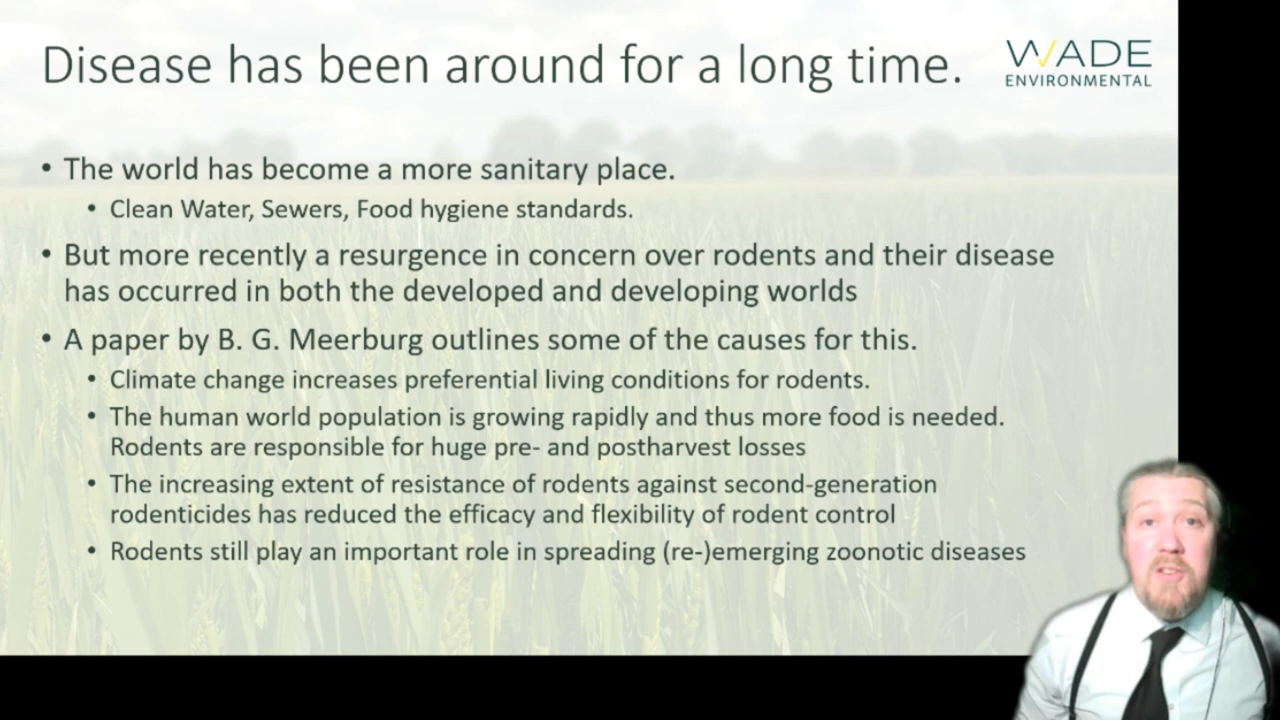 Disease has been around for a long time.
WADE
ENVIRONMENTAL
• The world has become a more sanitary place.
• Clean Water, Sewers, Food hygiene standards.
• But more recently a resurgence in concern over rodents and their disease
has occurred in both the developed and developing worlds
• A paper by B. G. Meerburg outlines some of the causes for this.
• Climate change increases preferential living conditions for rodents.
• The human world population is growing rapidly and thus more food is needed.
Rodents are responsible for huge pre- and postharvest losses
• The increasing extent of resistance of rodents against second-generation
rodenticides has reduced the efficacy and flexibility of rodent control
• Rodents still play an important role in spreading (re-)emerging zoonotic diseases